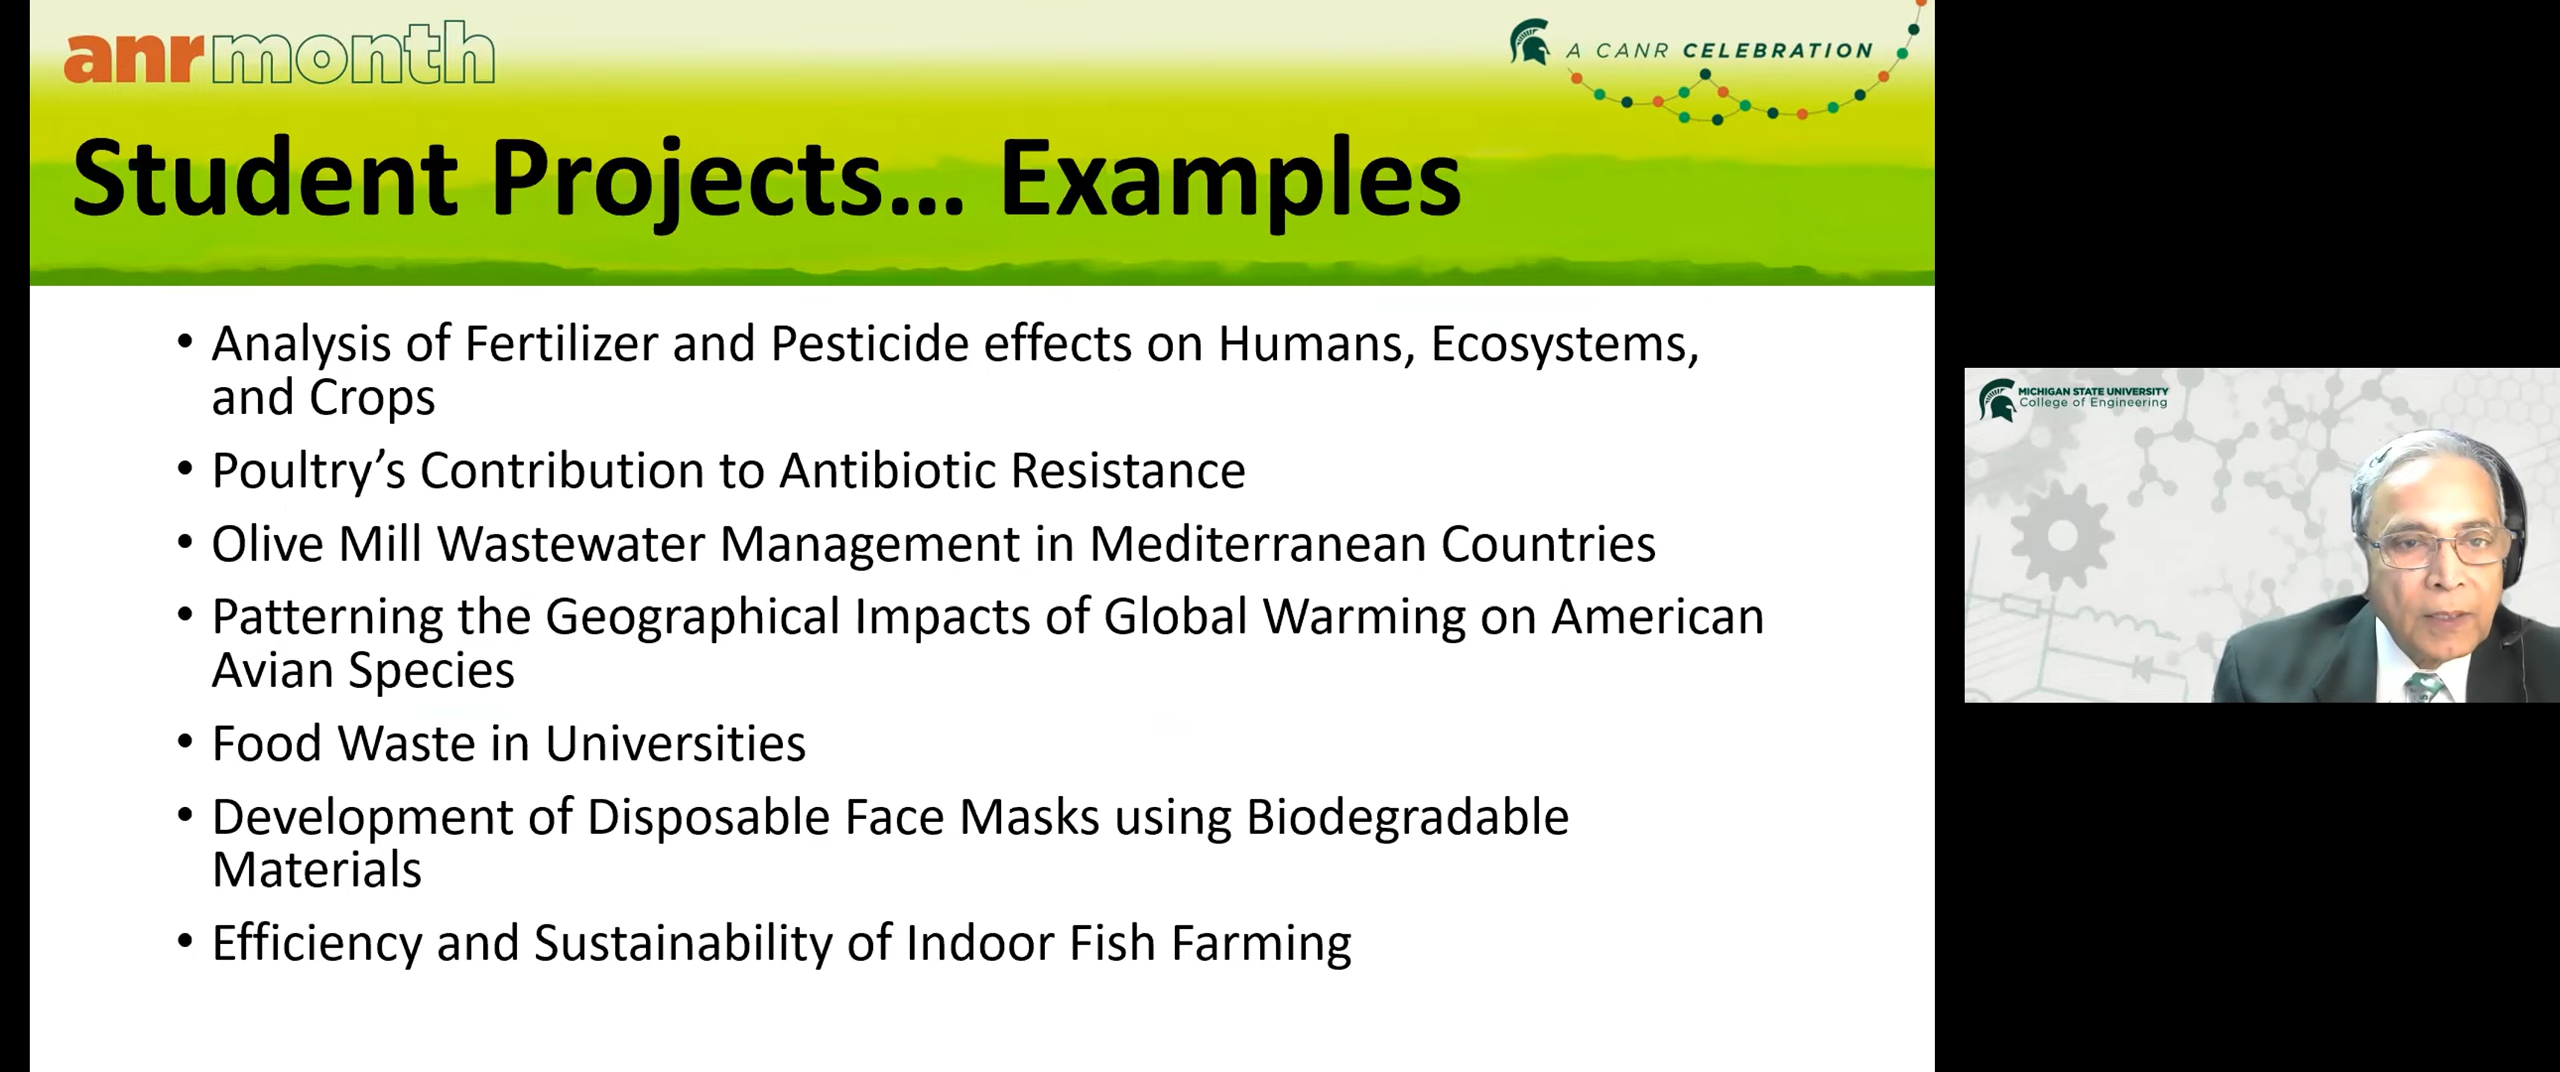 anrmonth
A CANR CELEBRATION
Student Projects... Examples
• Analysis of Fertilizer and Pesticide effects on Humans, Ecosystems,
and Crops
• Poultry’s Contribution to Antibiotic Resistance
• Olive Mill Wastewater Management in Mediterranean Countries
• Patterning the Geographical Impacts of Global Warming on American
Avian Species
• Food Waste in Universities
• Development of Disposable Face Masks using Biodegradable
Materials
• Efficiency and Sustainability of Indoor Fish Farming
MICHIGAN STATE UNIVERSITY
College of Engineering